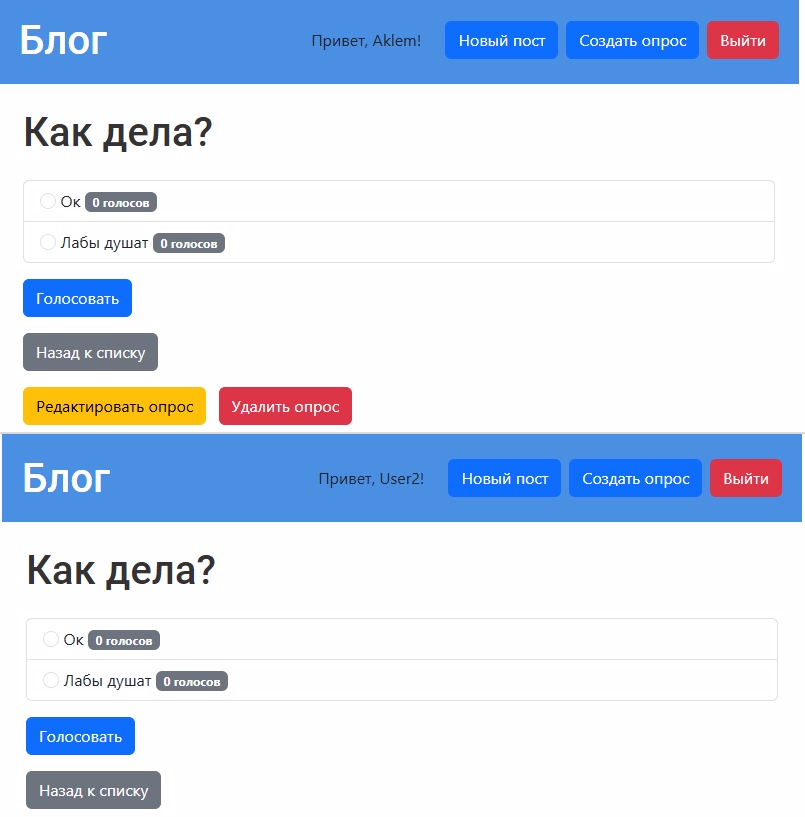 Блог Привет, Aklem! Новый пост Создать опрос Выйти
Как дела?
Ок 0 голосов
Лабы душат 0 голосов
Голосовать
Назад к списку
Редактировать опрос Удалить опрос
Блог Привет, User2! Новый пост Создать опрос Выйти
Как дела?
Ок 0 голосов
Лабы душат 0 голосов
Голосовать
Назад к списку